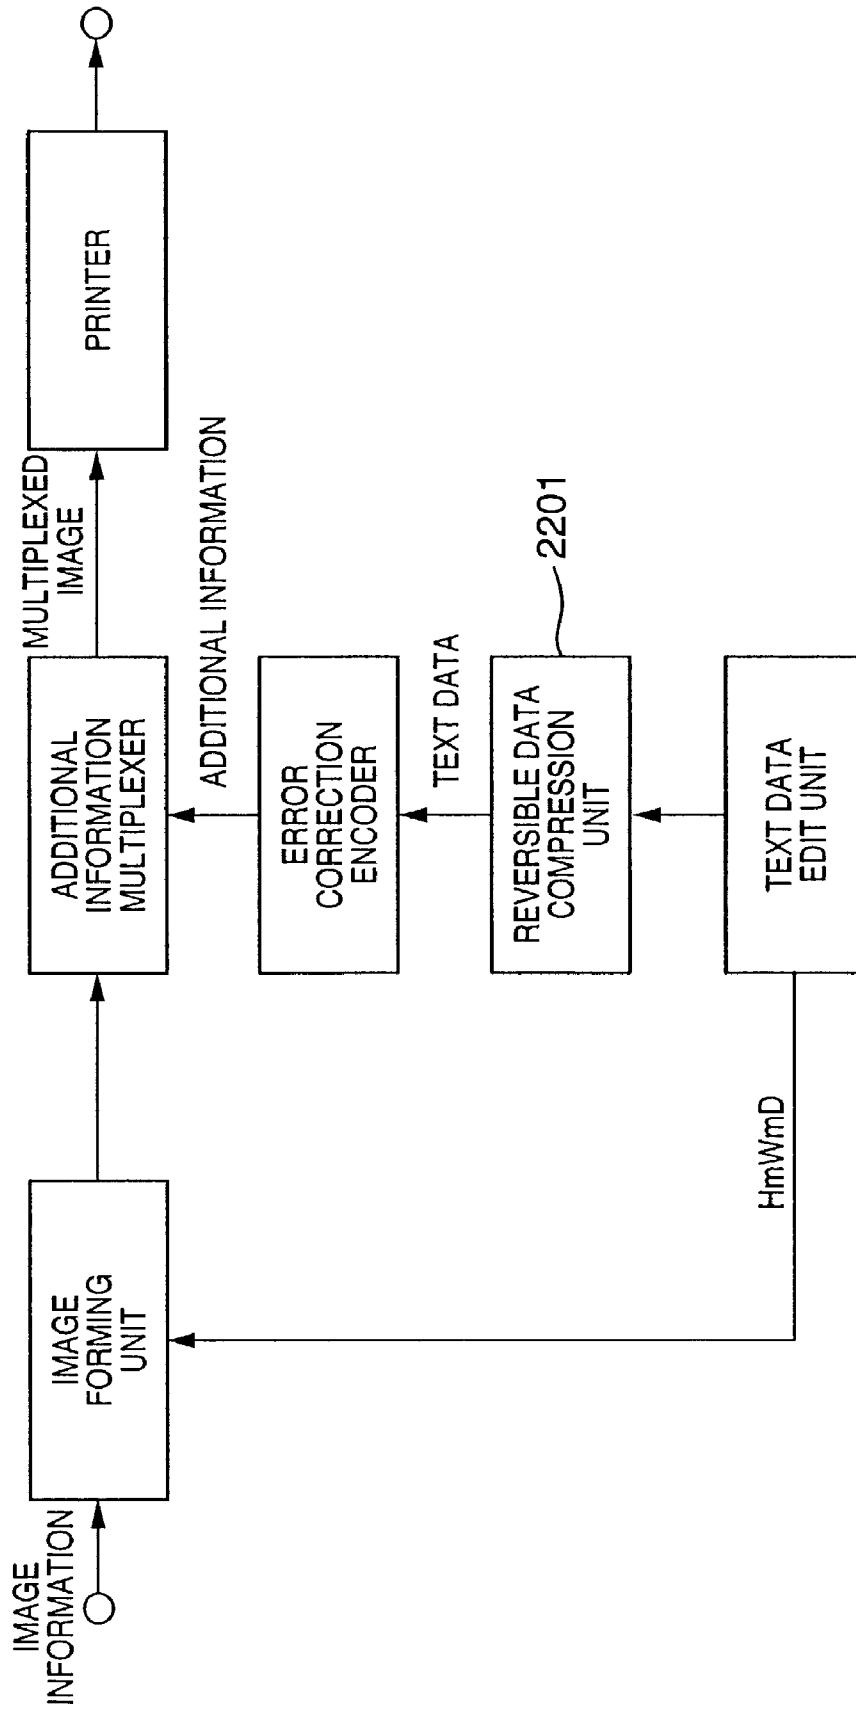 IMAGE
INFORMATION
IMAGE
FORMING
UNIT
ADDITIONAL
INFORMATION
MULTIPLEXER
MULTIPLEXED
IMAGE
PRINTER
ADDITIONAL INFORMATION
ERROR
CORRECTION
ENCODER
TEXT DATA
REVERSIBLE DATA
COMPRESSION
UNIT
2201
HmWmD
TEXT DATA
EDIT UNIT